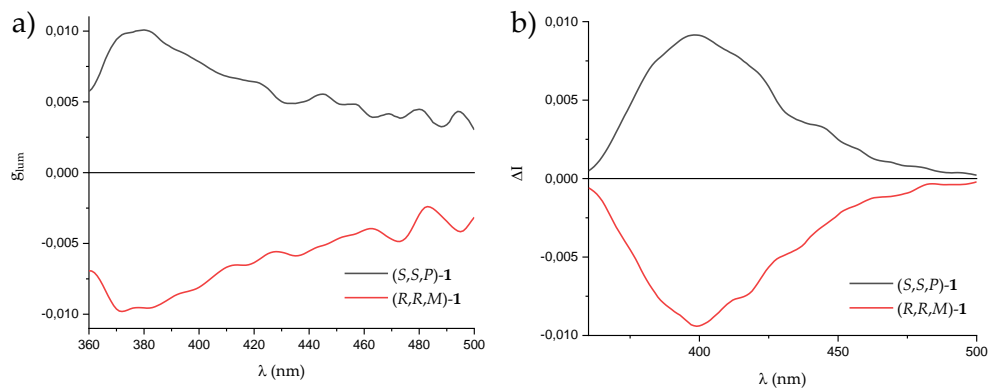 a)
0,010
0,005
0,000
-0,005
-0,010
g_lum
360
380
400
420
440
460
480
500
λ (nm)
(S,S,P)-1
(R,R,M)-1
b)
0,010
0,005
0,000
-0,005
-0,010
ΔI
400
450
500
λ (nm)
(S,S,P)-1
(R,R,M)-1